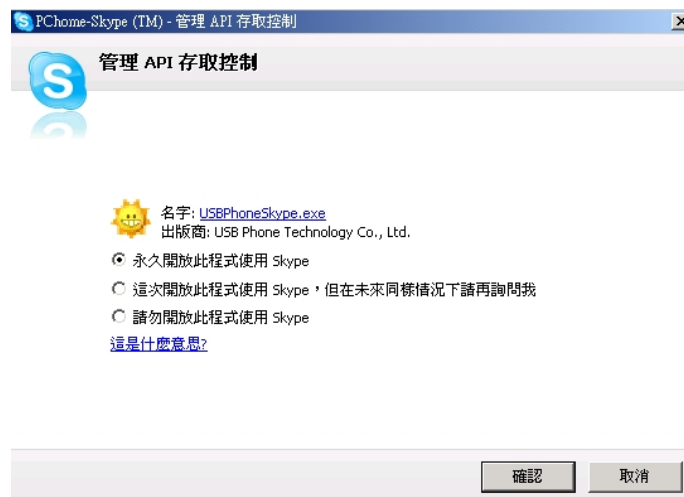 PChome-Skype (TM) - 管理 API 存取控制
管理 API 存取控制
名字: USBPhoneSkype.exe
出版商: USB Phone Technology Co., Ltd.
永久開放此程式使用 Skype
這次開放此程式使用 Skype，但在未來同樣情況下請再詢問我
請勿開放此程式使用 Skype
這是什麼意思?
確認
取消